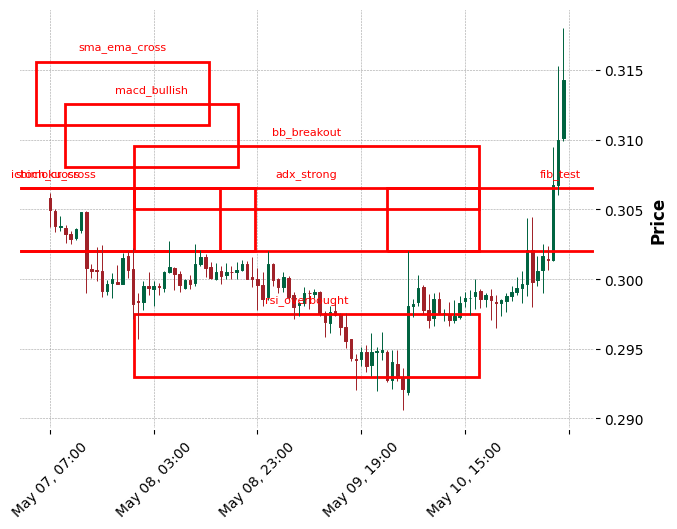 sma_ema_cross
0.315
macd_bullish
0.310
bb_breakout
adx_strong
fib_test
0.305
Price
0.300
rsi_overbought
0.295
0.290
May 07, 07:00
May 08, 03:00
May 08, 23:00
May 09, 19:00
May 10, 15:00